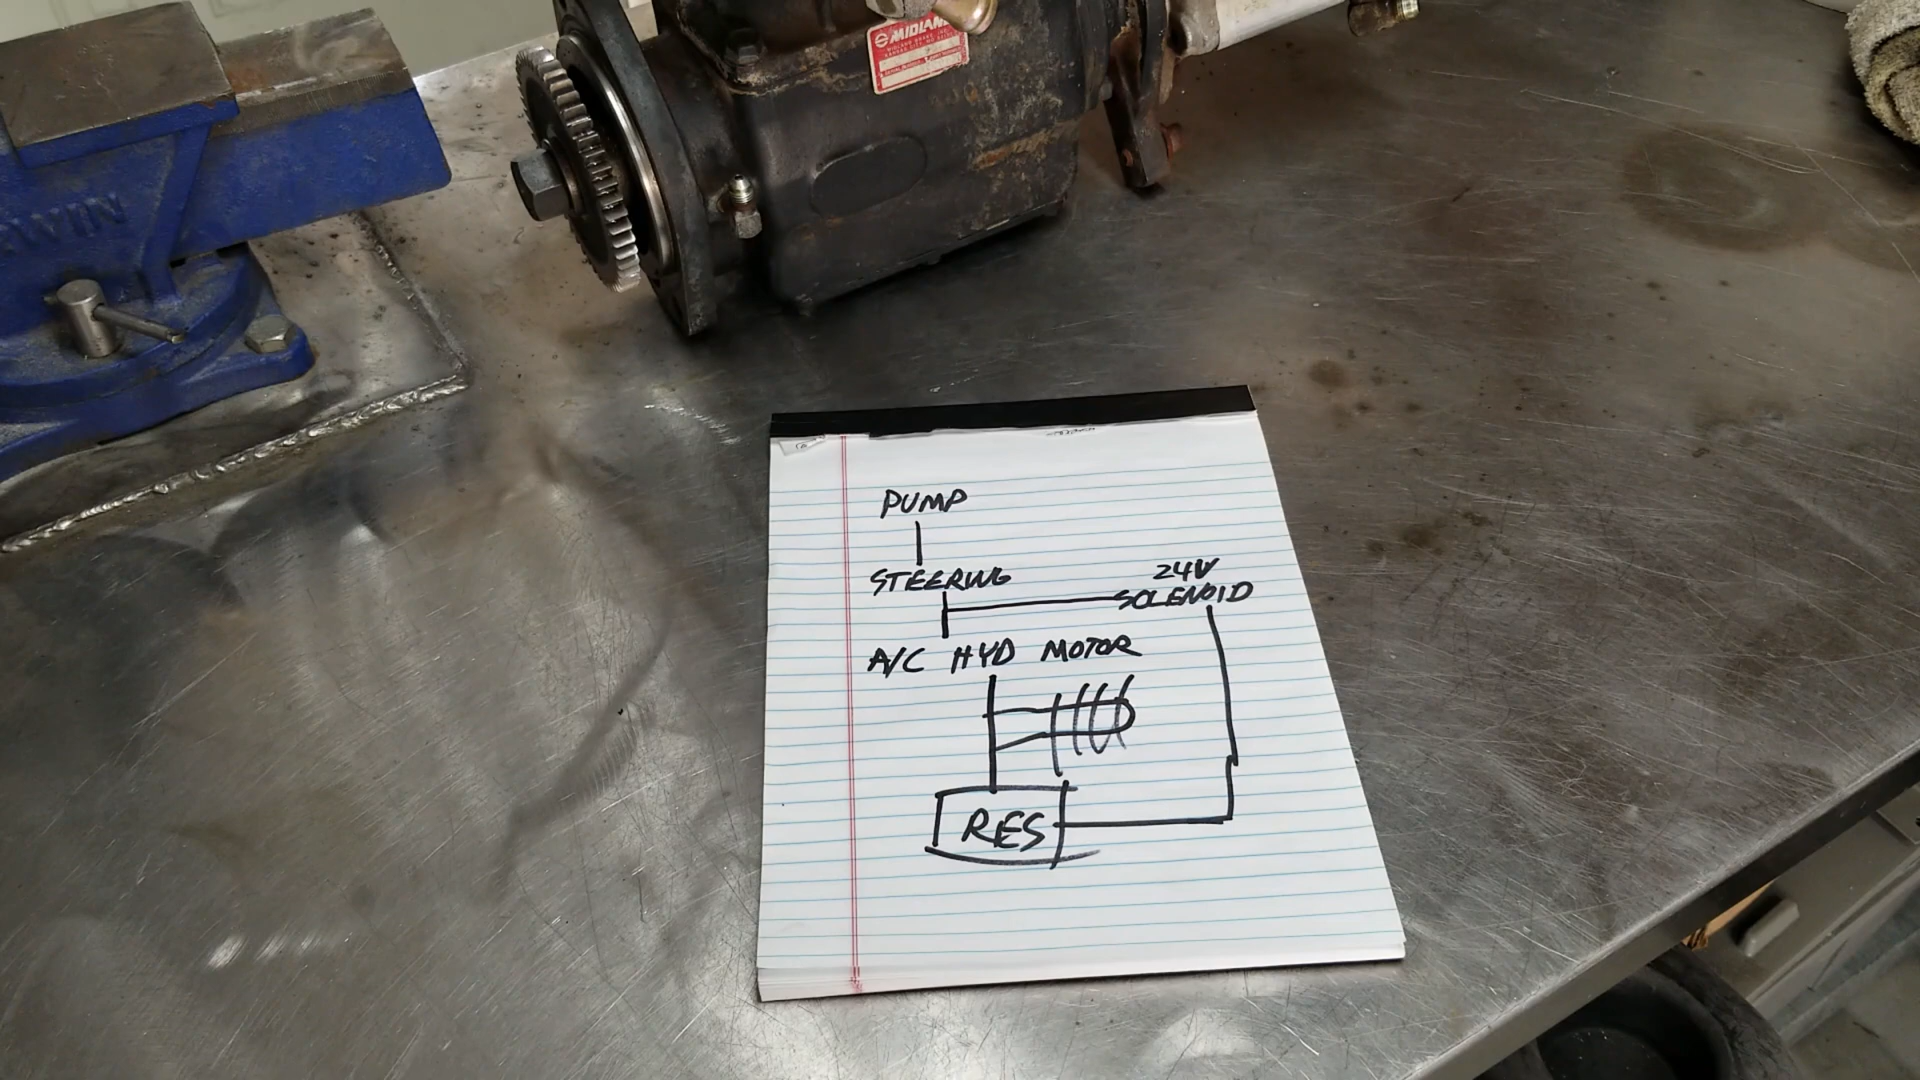 MIDLAND
PUMP
STEERING
24V
SOLENOID
A/C HYD MOTOR
RES